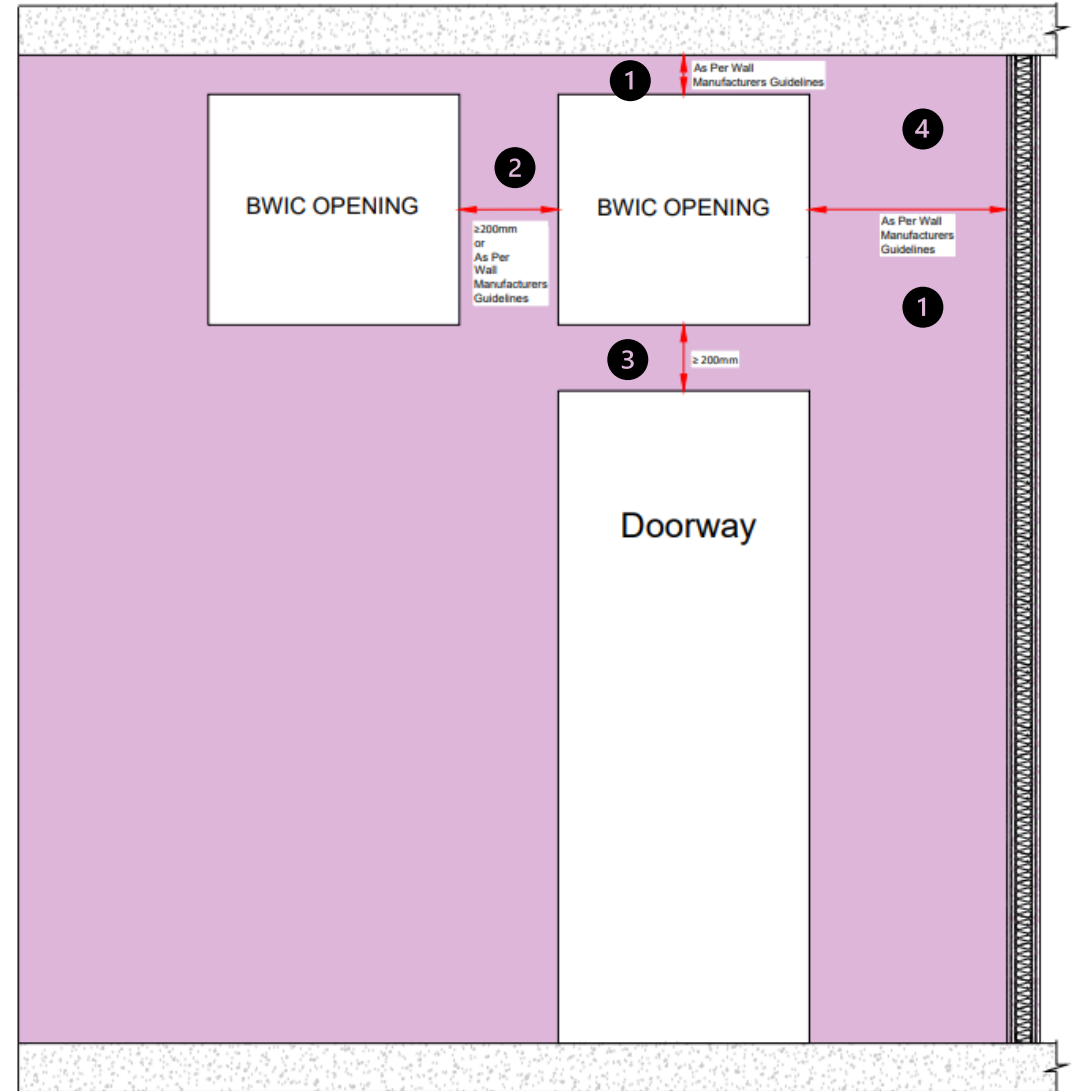 1
As Per Wall
Manufacturers Guidelines
4
2
BWIC OPENING
BWIC OPENING
≥200mm
or
As Per
Wall
Manufacturers
Guidelines
As Per Wall
Manufacturers
Guidelines
1
3
≥ 200mm
Doorway